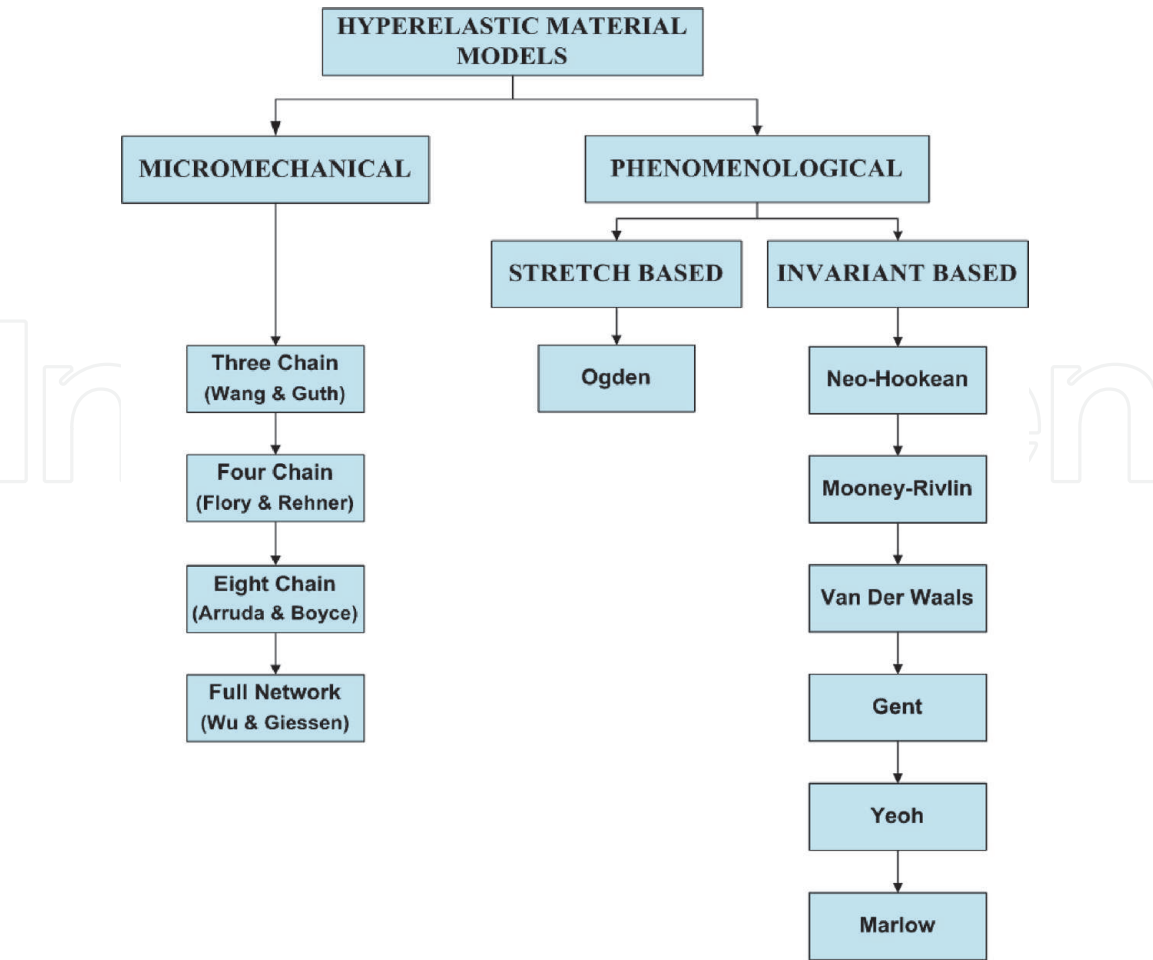 HYPERELASTIC MATERIAL
MODELS
MICROMECHANICAL
PHENOMENOLOGICAL
STRETCH BASED
INVARIANT BASED
Three Chain
(Wang & Guth)
Four Chain
(Flory & Rehner)
Eight Chain
(Arruda & Boyce)
Full Network
(Wu & Giessen)
Ogden
Neo-Hookean
Mooney-Rivlin
Van Der Waals
Gent
Yeoh
Marlow